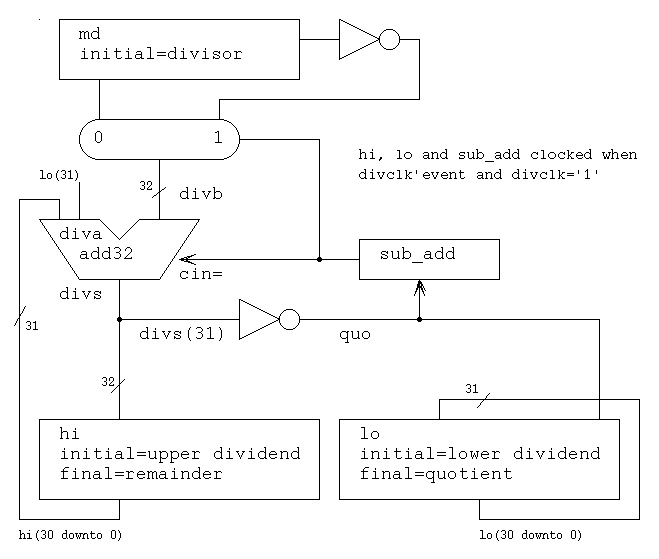 md
initial=divisor
0 1
hi, lo and sub_add clocked when
divclk'event and divclk='1'
lo(31)
32
divb
diva
add32
sub_add
cin=
divs
31
divs(31)
quo
32
31
hi
initial=upper dividend
final=remainder
lo
initial=lower dividend
final=quotient
hi(30 downto 0)
lo(30 downto 0)